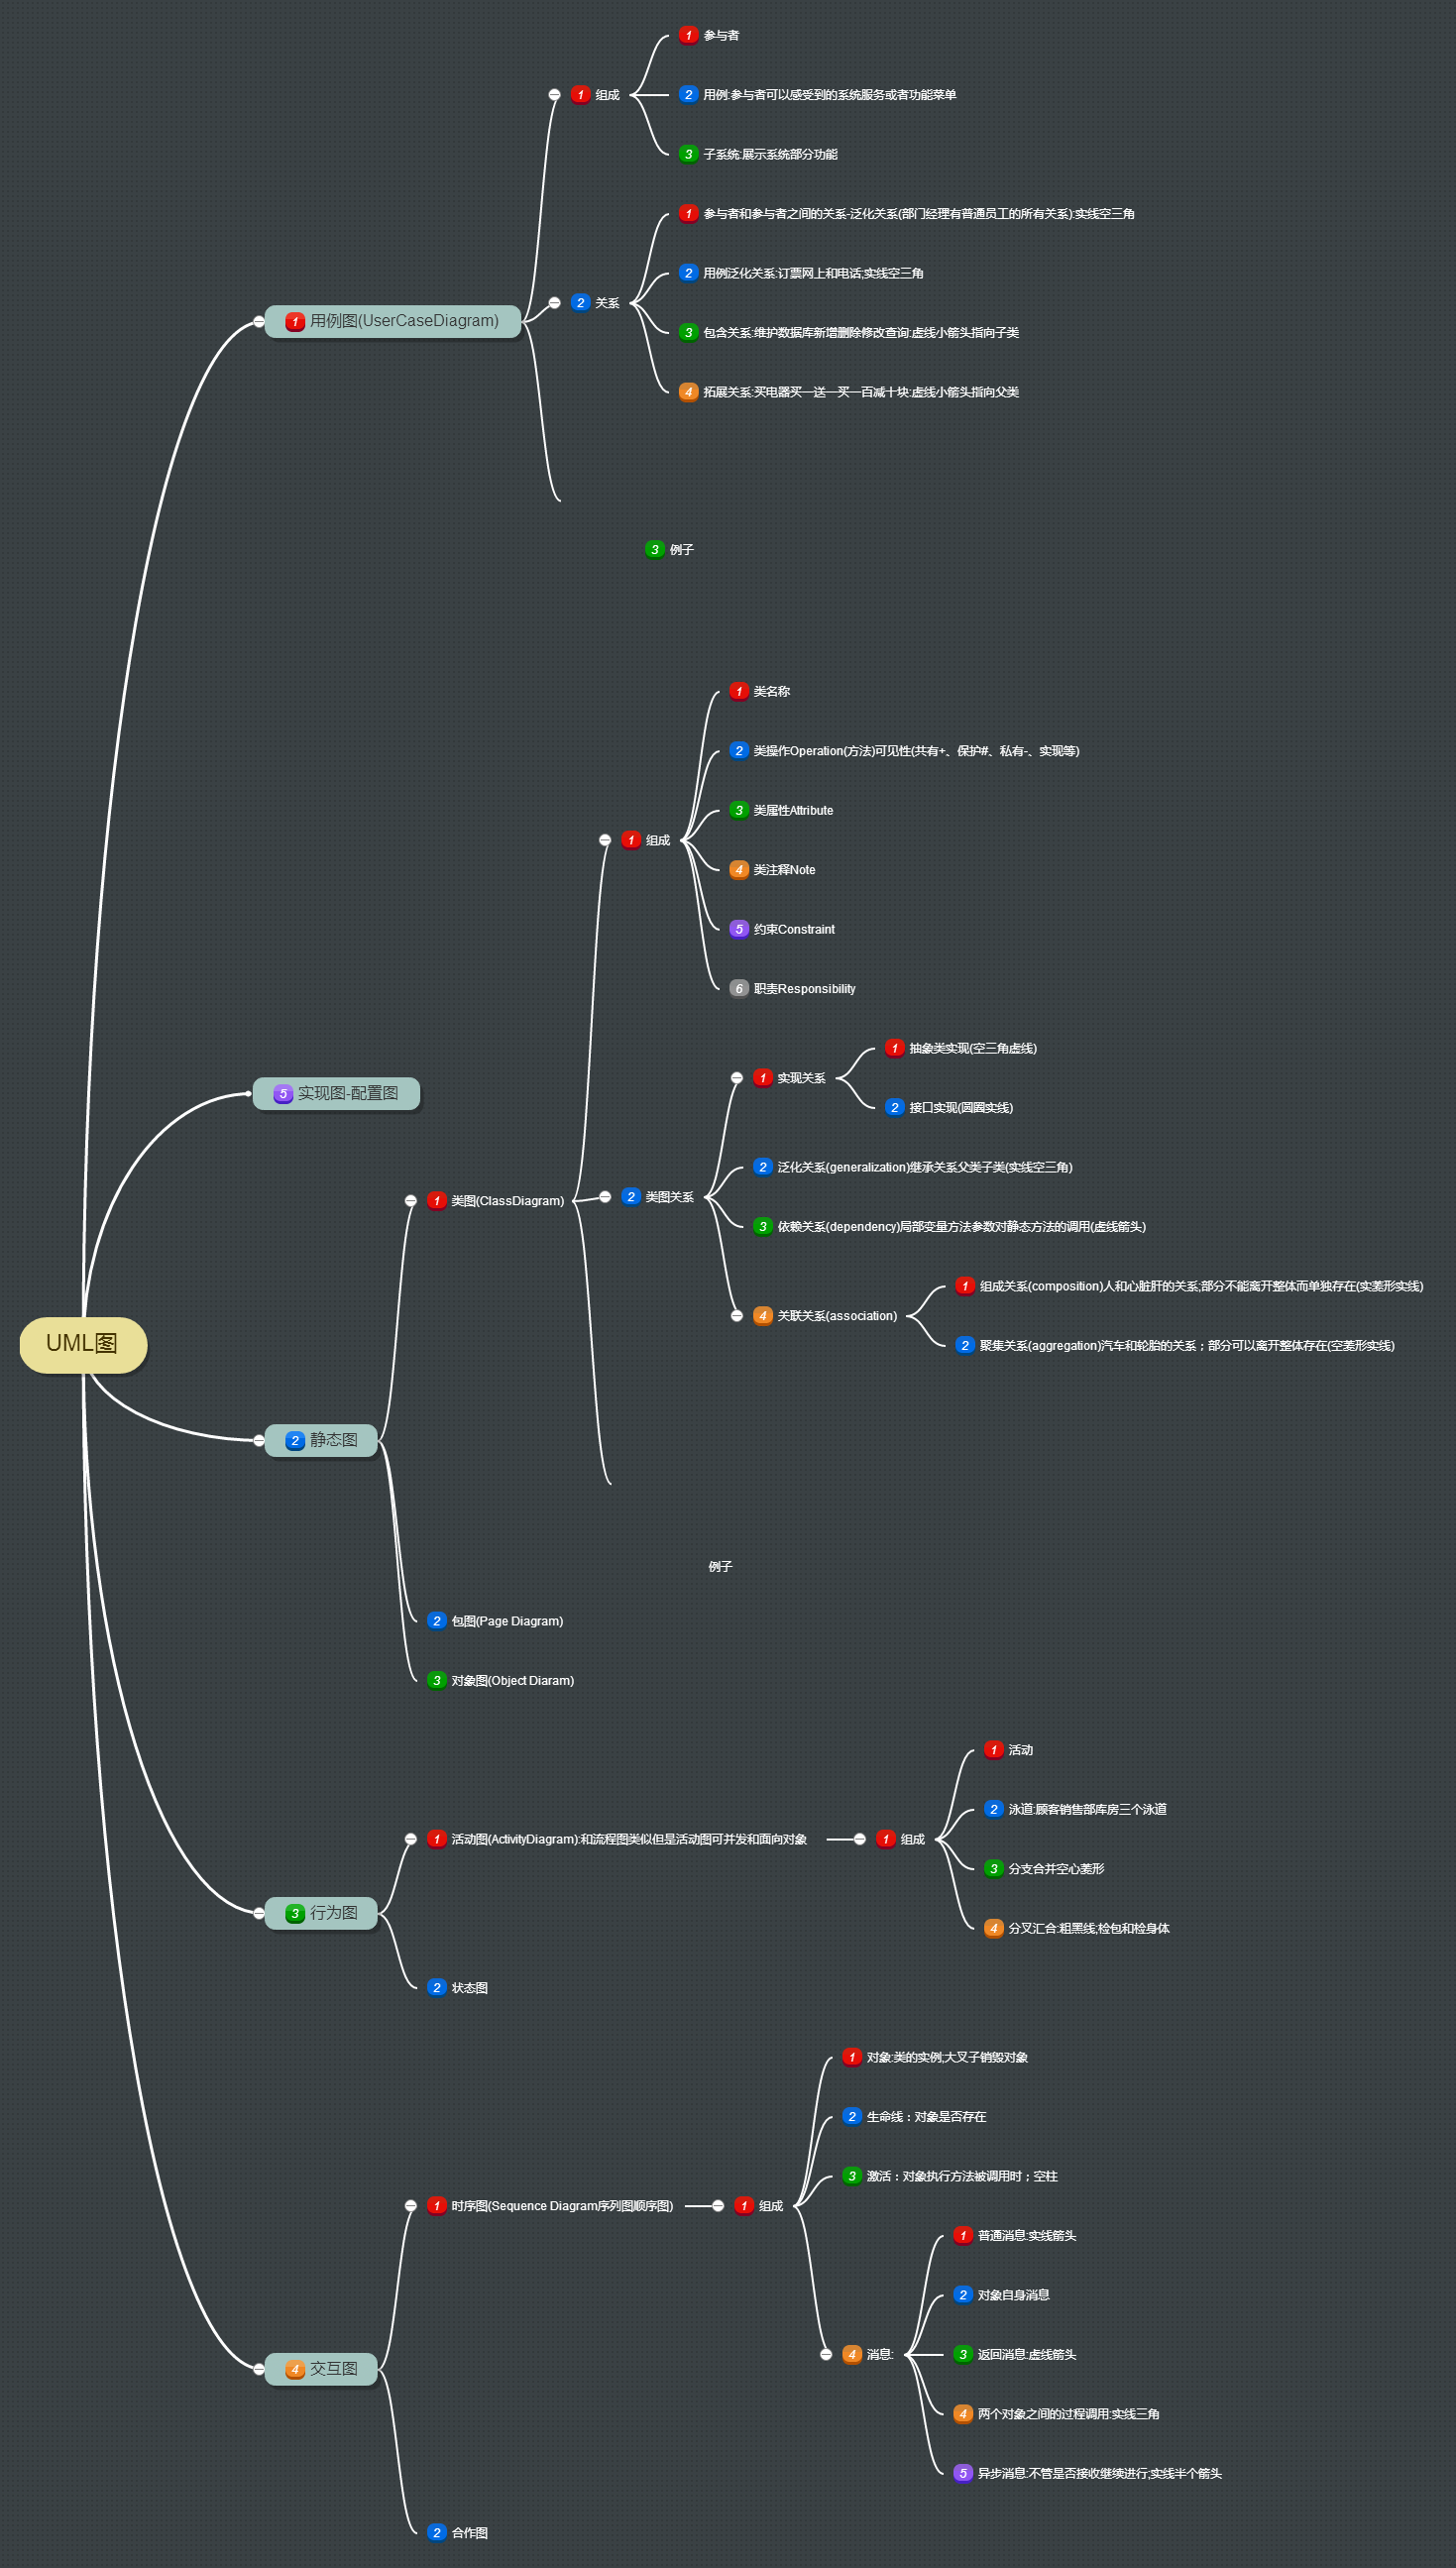 UML图
1 用例图(UserCaseDiagram)
1 组成
1 参与者
2 用例:参与者可以感受到的系统服务或者功能菜单
3 子系统:展示系统部分功能
2 关系
1 参与者和参与者之间的关系-泛化关系(部门经理有普通员工的所有关系):实线空三角
2 用例泛化关系:订票网上和电话;实线空三角
3 包含关系:维护数据库新增删除修改查询:虚线小箭头指向子类
4 拓展关系:买电器买一送一买一百减十块:虚线小箭头指向父类
3 例子
5 实现图-配置图
2 静态图
1 类图(ClassDiagram)
1 组成
1 类名称
2 类操作Operation(方法)可见性(共有+、保护#、私有-、实现等)
3 类属性Attribute
4 类注释Note
5 约束Constraint
6 职责Responsibility
2 类图关系
1 实现关系
1 抽象类实现(空三角虚线)
2 接口实现(圆圈实线)
2 泛化关系(generalization)继承关系父类子类(实线空三角)
3 依赖关系(dependency)局部变量方法参数对静态方法的调用(虚线箭头)
4 关联关系(association)
1 组成关系(composition)人和心脏肝的关系;部分不能离开整体而单独存在(实菱形实线)
2 聚集关系(aggregation)汽车和轮胎的关系；部分可以离开整体存在(空菱形实线)
例子
2 包图(Page Diagram)
3 对象图(Object Diaram)
3 行为图
1 活动图(ActivityDiagram):和流程图类似但是活动图可并发和面向对象
1 组成
1 活动
2 泳道:顾客销售部库房三个泳道
3 分支合并空心菱形
4 分叉汇合:粗黑线;检包和检身体
2 状态图
4 交互图
1 时序图(Sequence Diagram序列图顺序图)
1 组成
1 对象:类的实例;大叉子销毁对象
2 生命线：对象是否存在
3 激活：对象执行方法被调用时；空柱
4 消息:
1 普通消息:实线箭头
2 对象自身消息
3 返回消息:虚线箭头
4 两个对象之间的过程调用:实线三角
5 异步消息:不管是否接收继续进行;实线半个箭头
2 合作图